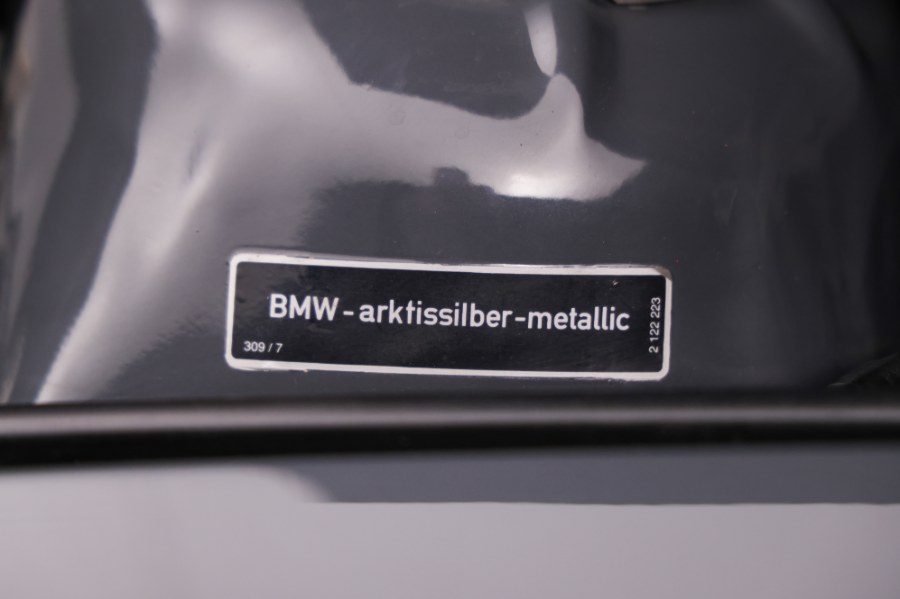 BMW - arktissilber-metallic
309 / 7
2 122 223